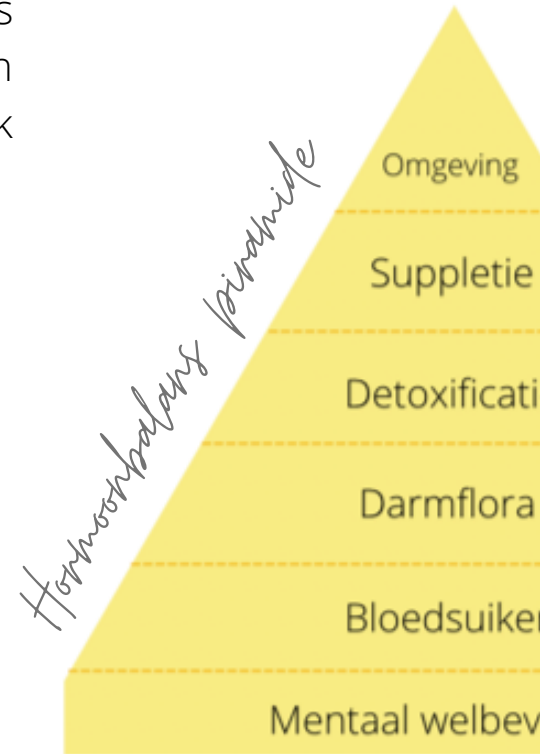 s
n
k
Hormoonbalans piramide
Omgeving
Suppletie
Detoxificati
Darmflora
Bloedsuiker
Mentaal welbev